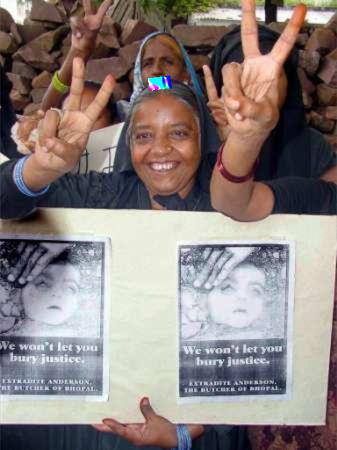 We won't let you
bury justice.
EXTRADITE ANDERSON,
THE BUTCHER OF BHOPAL.
We won't let you
bury justice.
EXTRADITE ANDERSON,
THE BUTCHER OF BHOPAL.